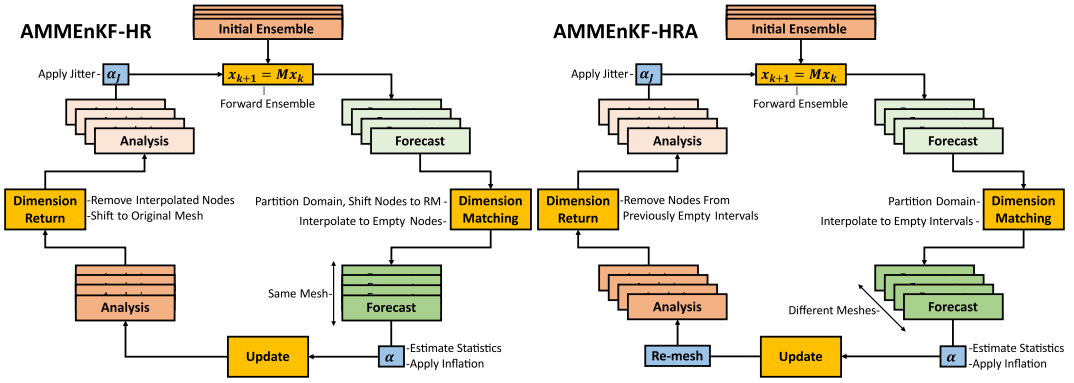 AMMEnKF-HR
Initial Ensemble
Apply Jitter-
α_J
x_{k+1} = Mx_k
Forward Ensemble
Analysis
Forecast
Dimension
Return
-Remove Interpolated Nodes
-Shift to Original Mesh
Partition Domain, Shift Nodes to RM-
Interpolate to Empty Nodes-
Dimension
Matching
Analysis
Same Mesh-
Forecast
Update
α
-Estimate Statistics
-Apply Inflation
AMMEnKF-HRA
Initial Ensemble
Apply Jitter-
α_J
x_{k+1} = Mx_k
Forward Ensemble
Analysis
Forecast
Dimension
Return
-Remove Nodes From
Previously Empty Intervals
Partition Domain-
Interpolate to Empty Intervals-
Dimension
Matching
Analysis
Different Meshes-
Forecast
Re-mesh
Update
α
-Estimate Statistics
-Apply Inflation